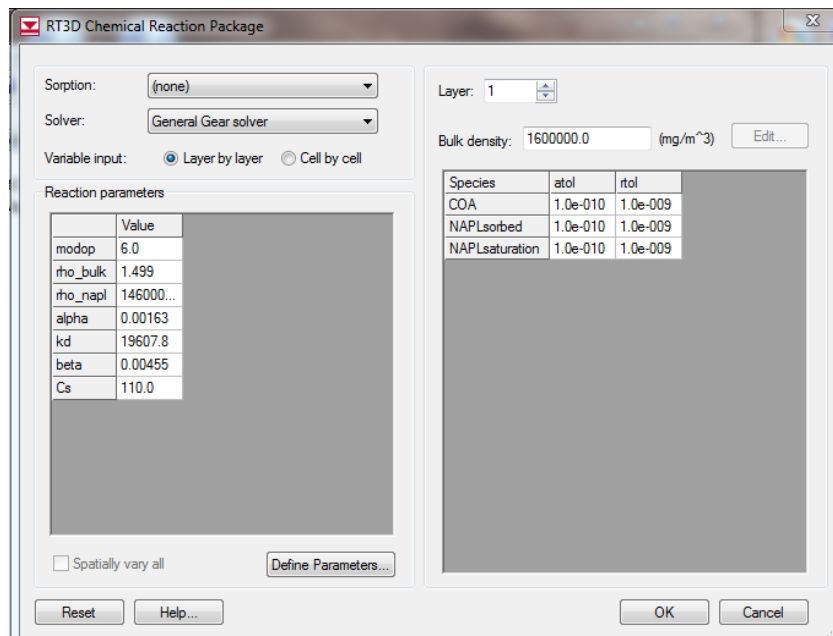 RT3D Chemical Reaction Package
Sorption: (none)
Solver: General Gear solver
Variable input: Layer by layer Cell by cell
Reaction parameters
Value
modop 6.0
rho_bulk 1.499
rho_napl 146000...
alpha 0.00163
kd 19607.8
beta 0.00455
Cs 110.0
Spatially vary all
Define Parameters...
Layer: 1
Bulk density: 1600000.0 (mg/m^3) Edit...
Species atol rtol
COA 1.0e-010 1.0e-009
NAPLsorbed 1.0e-010 1.0e-009
NAPLsaturation 1.0e-010 1.0e-009
Reset Help... OK Cancel